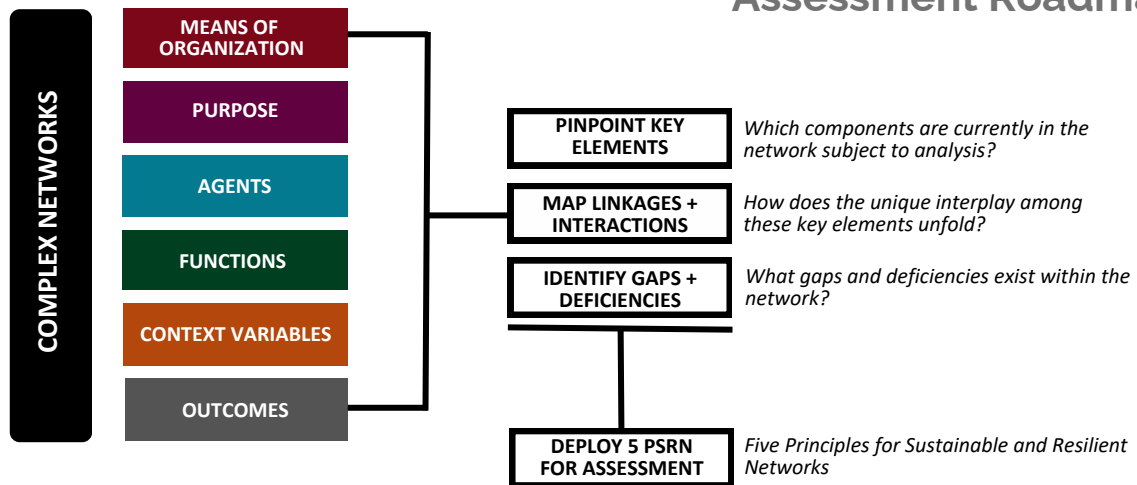 Assessment Roadma
COMPLEX NETWORKS
MEANS OF
ORGANIZATION
PURPOSE
AGENTS
FUNCTIONS
CONTEXT VARIABLES
OUTCOMES
PINPOINT KEY
ELEMENTS
Which components are currently in the
network subject to analysis?
MAP LINKAGES +
INTERACTIONS
How does the unique interplay among
these key elements unfold?
IDENTIFY GAPS +
DEFICIENCIES
What gaps and deficiencies exist within the
network?
DEPLOY 5 PSRN
FOR ASSESSMENT
Five Principles for Sustainable and Resilient
Networks